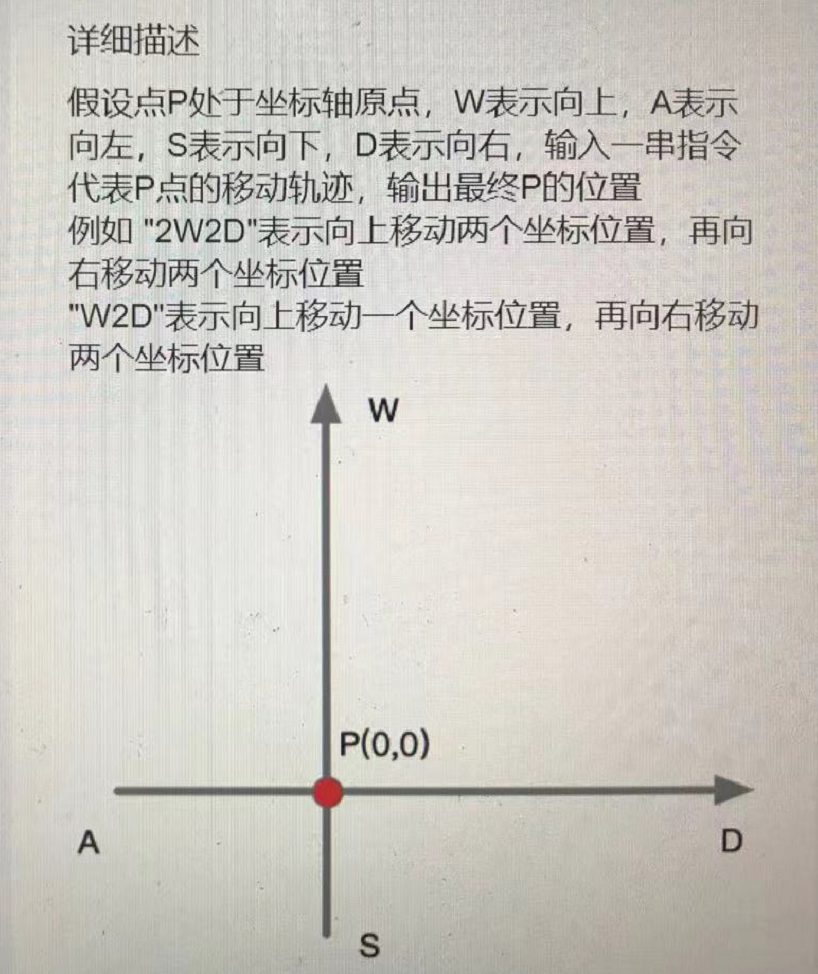 详细描述
假设点P处于坐标轴原点，W表示向上，A表示
向左，S表示向下，D表示向右，输入一串指令
代表P点的移动轨迹，输出最终P的位置
例如 "2W2D"表示向上移动两个坐标位置，再向
右移动两个坐标位置
"W2D"表示向上移动一个坐标位置，再向右移动
两个坐标位置
W
P(0,0)
A
D
S